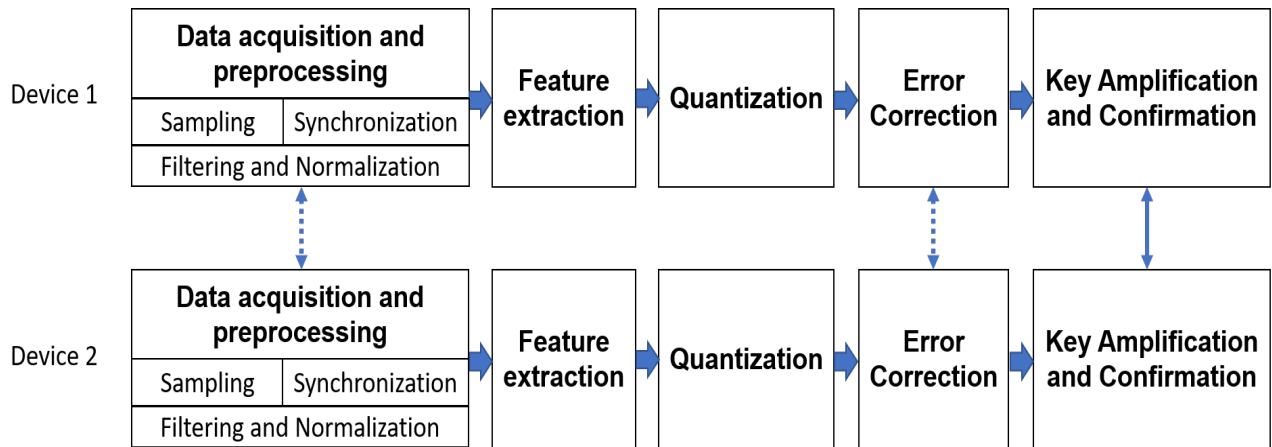 Device 1
Data acquisition and
preprocessing
Sampling
Synchronization
Filtering and Normalization
Feature
extraction
Quantization
Error
Correction
Key Amplification
and Confirmation
Device 2
Data acquisition and
preprocessing
Sampling
Synchronization
Filtering and Normalization
Feature
extraction
Quantization
Error
Correction
Key Amplification
and Confirmation